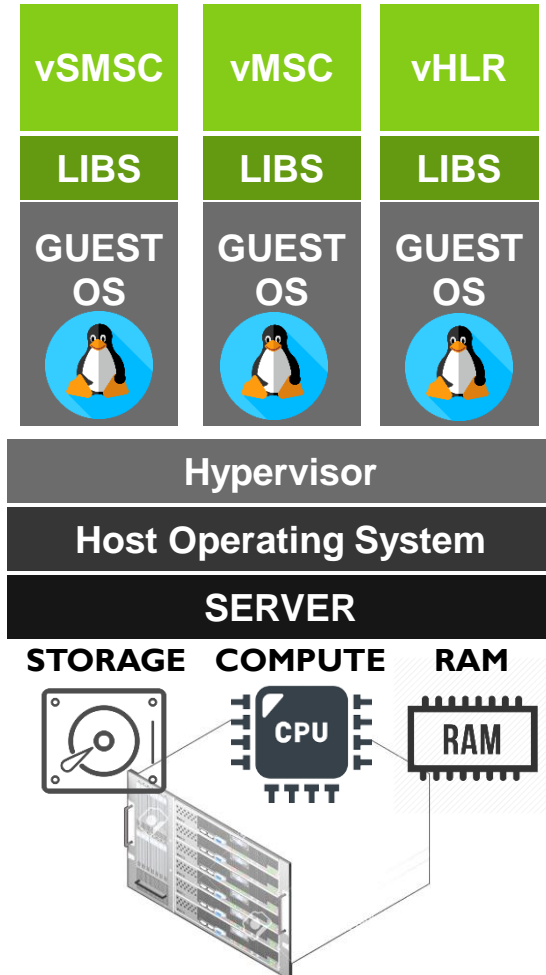 vSMSC vMSC vHLR
LIBS LIBS LIBS
GUEST GUEST GUEST
OS OS OS
Hypervisor
Host Operating System
SERVER
STORAGE COMPUTE RAM
CPU RAM